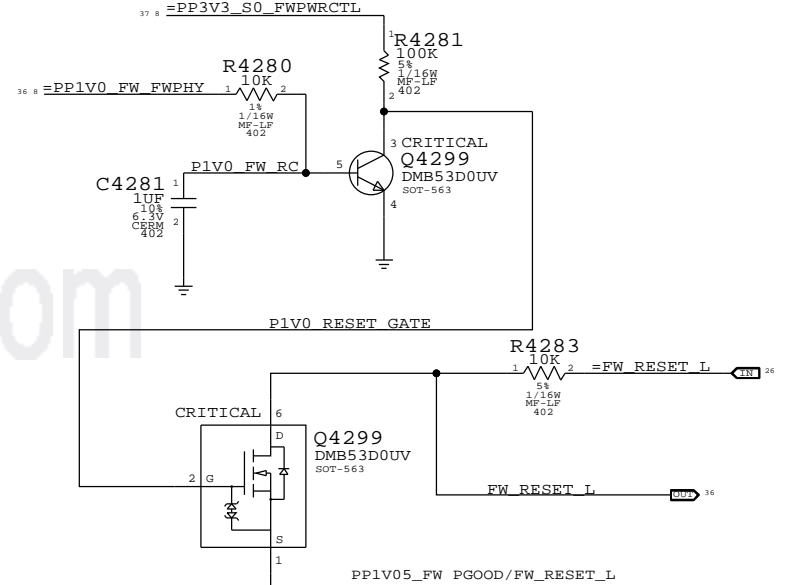 37 8 =PP3V3_S0_FWPWRCTL
1
R4281
100K
5%
1/16W
MF-LF
402
2
R4280
10K
36 8 =PP1V0_FW_FWPHY 1 2
1%
1/16W
MF-LF
402
3 CRITICAL
Q4299
DMB53D0UV
SOT-563
P1V0_FW_RC 5
4
C4281 1
1UF
10%
6.3V 2
CERM
402
om
P1V0_RESET_GATE
R4283
10K
1 2 =FW_RESET_L IN 26
5%
1/16W
MF-LF
402
CRITICAL 6
D
Q4299
DMB53D0UV
SOT-563
2 G
FW_RESET_L OUT 36
S
1
PP1V05_FW PGOOD/FW_RESET_L